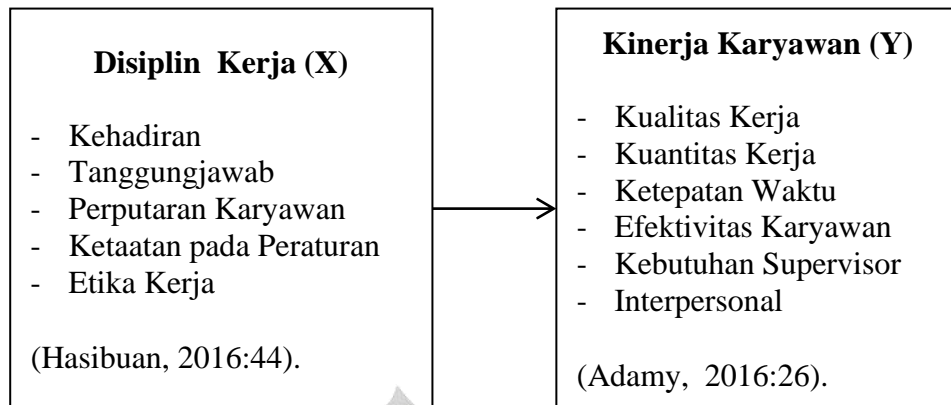 Disiplin Kerja (X)
- Kehadiran
- Tanggungjawab
- Perputaran Karyawan
- Ketaatan pada Peraturan
- Etika Kerja
(Hasibuan, 2016:44).
Kinerja Karyawan (Y)
- Kualitas Kerja
- Kuantitas Kerja
- Ketepatan Waktu
- Efektivitas Karyawan
- Kebutuhan Supervisor
- Interpersonal
(Adamy, 2016:26).